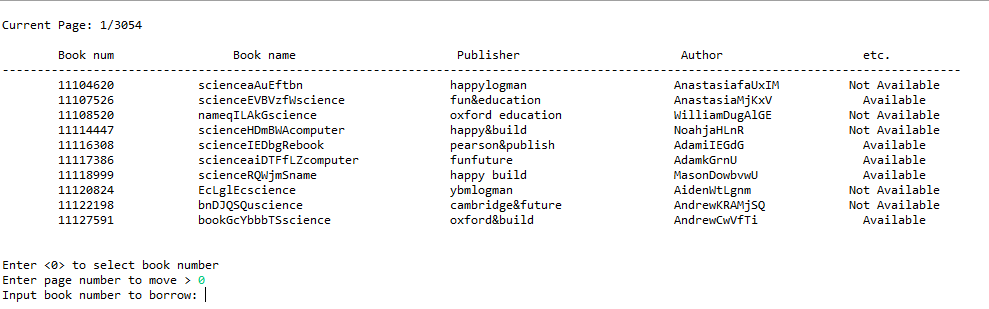 Current Page: 1/3054
Book num Book name Publisher Author etc.
----------------------------------------------------------------------------------------------------------------------------------------
11104620 scienceaAuEftbn happylogman AnastasiafaUxIM Not Available
11107526 scienceEVBVzfWscience fun&education AnastasiaMjKxV Available
11108520 nameqILAkGscience oxford education WilliamDugAlGE Not Available
11114447 scienceHDmBWAcomputer happy&build NoahjaHLnR Not Available
11116308 scienceIEDbgRebook pearson&publish AdamiIEGdG Available
11117386 scienceaiDTFfLZcomputer funfuture AdamkGrnU Available
11118999 scienceRQWjmSname happy build MasonDowbvwU Available
11120824 EcLglEcscience ybmlogman AidenWtLgnm Not Available
11122198 bnDJQSQuscience cambridge&future AndrewKRAMjSQ Not Available
11127591 bookGcYbbbTSscience oxford&build AndrewCwVfTi Available
Enter <0> to select book number
Enter page number to move > 0
Input book number to borrow: